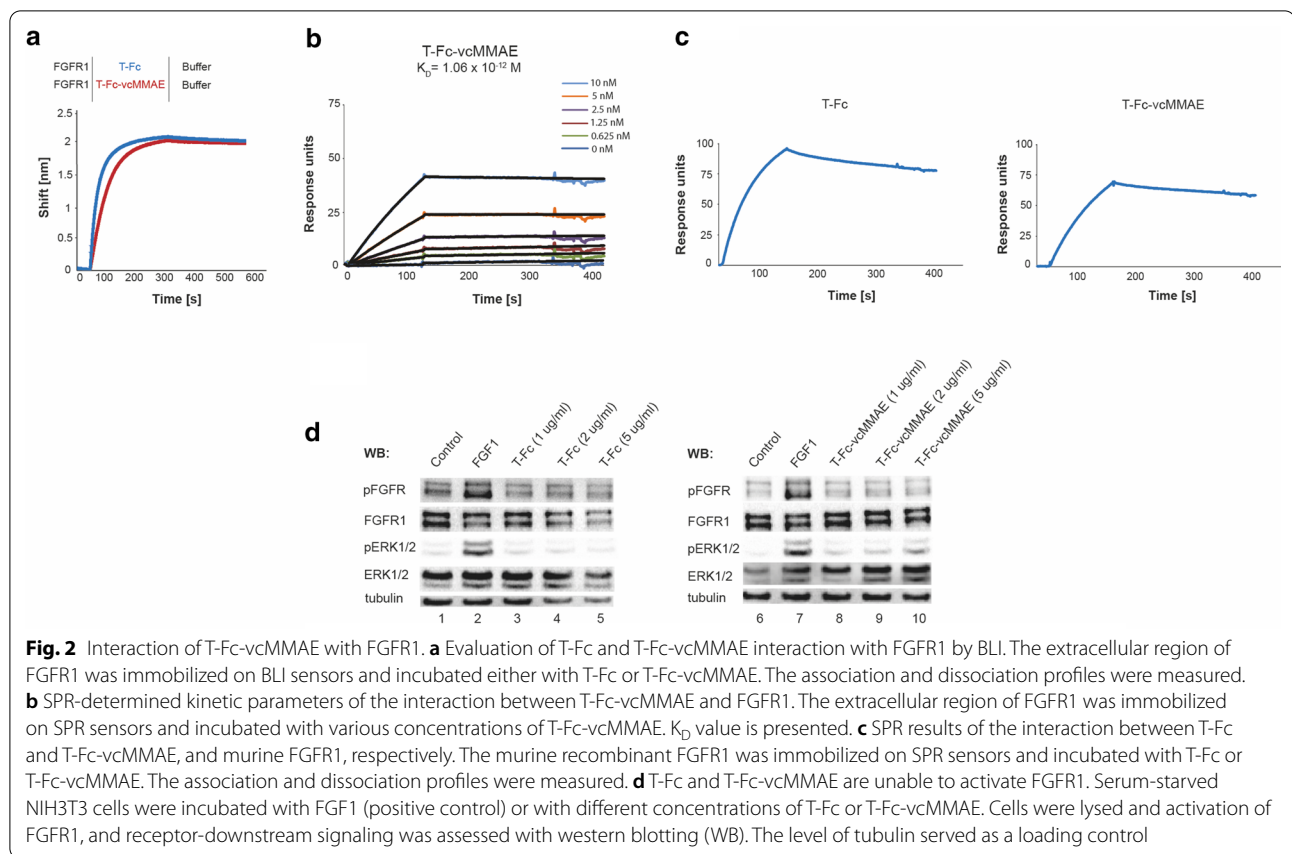 a
FGFR1 T-Fc Buffer
FGFR1 T-Fc-vcMMAE Buffer
2.5
2
1.5
1
0.5
0
Shift [nm]
0 100 200 300 400 500 600
Time [s]
b
T-Fc-vcMMAE
K_D= 1.06 x 10^-12 M
10 nM
5 nM
2.5 nM
1.25 nM
0.625 nM
0 nM
75
50
25
0
Response units
0 100 200 300 400
Time [s]
c
T-Fc
100
75
50
25
0
Response units
100 200 300 400
Time [s]
T-Fc-vcMMAE
100
75
50
25
0
Response units
100 200 300 400
Time [s]
d
WB: Control FGF1 T-Fc (1 ug/ml) T-Fc (2 ug/ml) T-Fc (5 ug/ml)
pFGFR
FGFR1
pERK1/2
ERK1/2
tubulin
1 2 3 4 5
WB: Control FGF1 T-Fc-vcMMAE (1 ug/ml) T-Fc-vcMMAE (2 ug/ml) T-Fc-vcMMAE (5 ug/ml)
pFGFR
FGFR1
pERK1/2
ERK1/2
tubulin
6 7 8 9 10
Fig. 2 Interaction of T-Fc-vcMMAE with FGFR1. a Evaluation of T-Fc and T-Fc-vcMMAE interaction with FGFR1 by BLI. The extracellular region of
FGFR1 was immobilized on BLI sensors and incubated either with T-Fc or T-Fc-vcMMAE. The association and dissociation profiles were measured.
b SPR-determined kinetic parameters of the interaction between T-Fc-vcMMAE and FGFR1. The extracellular region of FGFR1 was immobilized
on SPR sensors and incubated with various concentrations of T-Fc-vcMMAE. K_D value is presented. c SPR results of the interaction between T-Fc
and T-Fc-vcMMAE, and murine FGFR1, respectively. The murine recombinant FGFR1 was immobilized on SPR sensors and incubated with T-Fc or
T-Fc-vcMMAE. The association and dissociation profiles were measured. d T-Fc and T-Fc-vcMMAE are unable to activate FGFR1. Serum-starved
NIH3T3 cells were incubated with FGF1 (positive control) or with different concentrations of T-Fc or T-Fc-vcMMAE. Cells were lysed and activation of
FGFR1, and receptor-downstream signaling was assessed with western blotting (WB). The level of tubulin served as a loading control